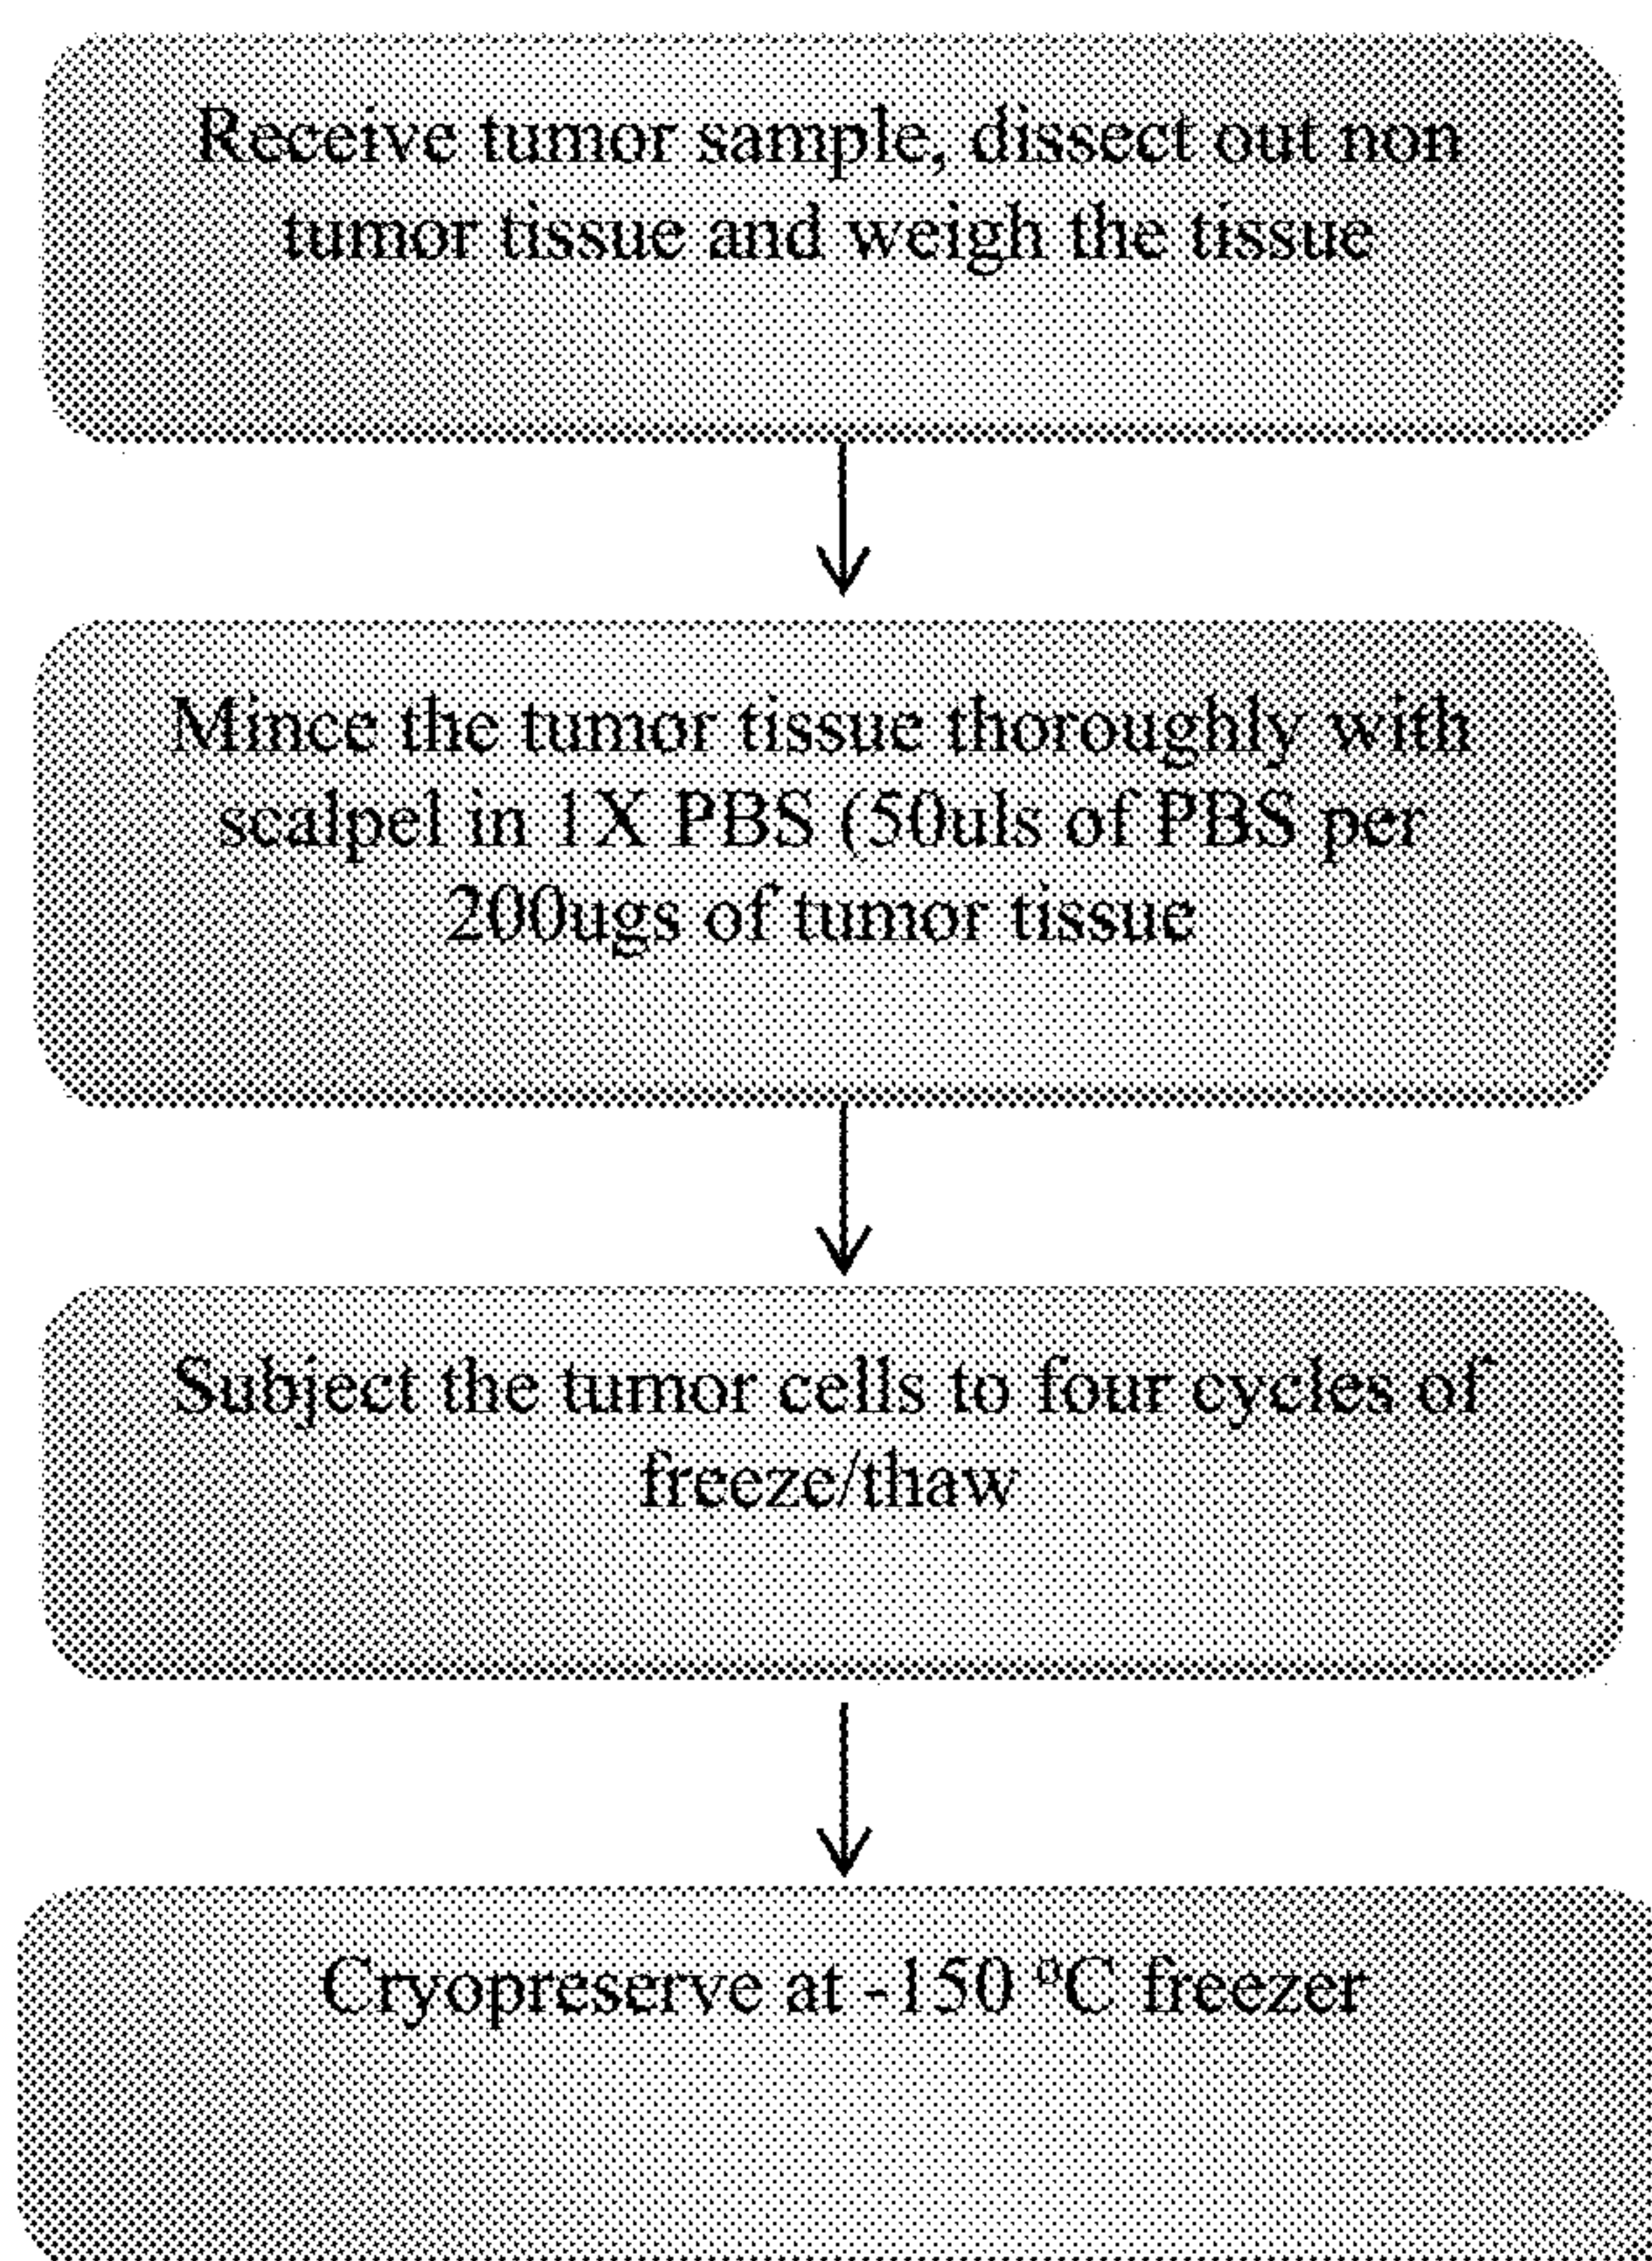 Receive tumor sample, dissect out non
tumor tissue and weigh the tissue
Mince the tumor tissue thoroughly with
scalpel in 1X PBS (50uls of PBS per
200ugs of tumor tissue
Subject the tumor cells to four cycles of
freeze/thaw
Cryopreserve at -150 ºC freezer